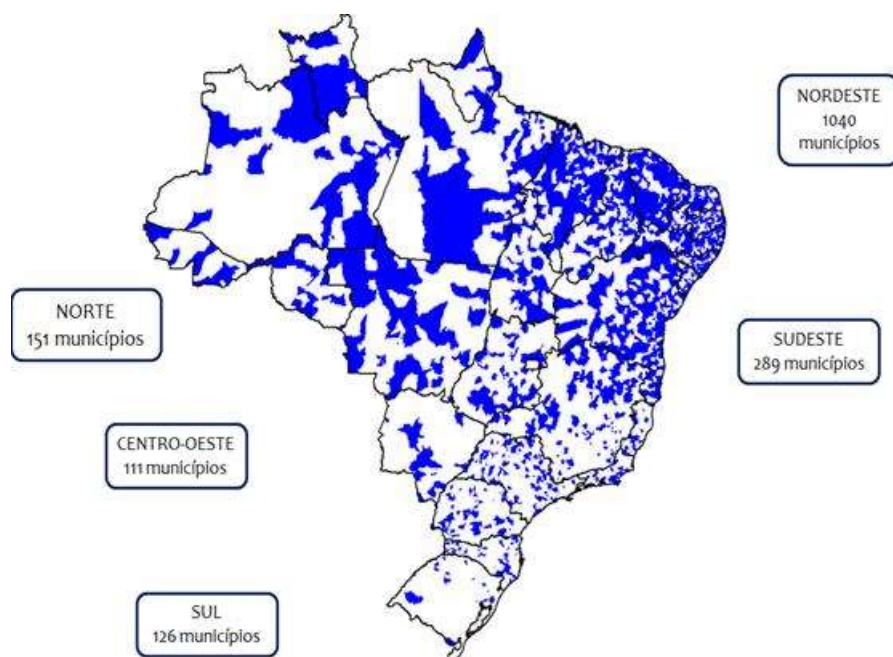 NORDESTE
1040
municípios
NORTE
151 municípios
SUDESTE
289 municípios
CENTRO-OESTE
111 municípios
SUL
126 municípios